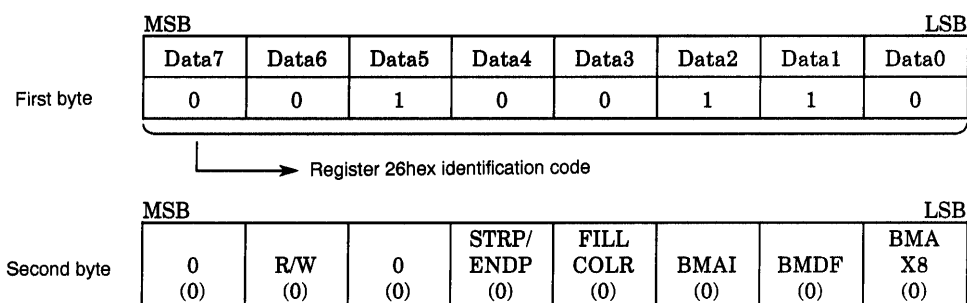 MSB LSB
Data7 Data6 Data5 Data4 Data3 Data2 Data1 Data0
First byte 0 0 1 0 0 1 1 0
Register 26hex identification code
MSB LSB
STRP/ FILL BMA
Second byte 0 R/W 0 ENDP COLR BMAI BMDF X8
(0) (0) (0) (0) (0) (0) (0) (0)